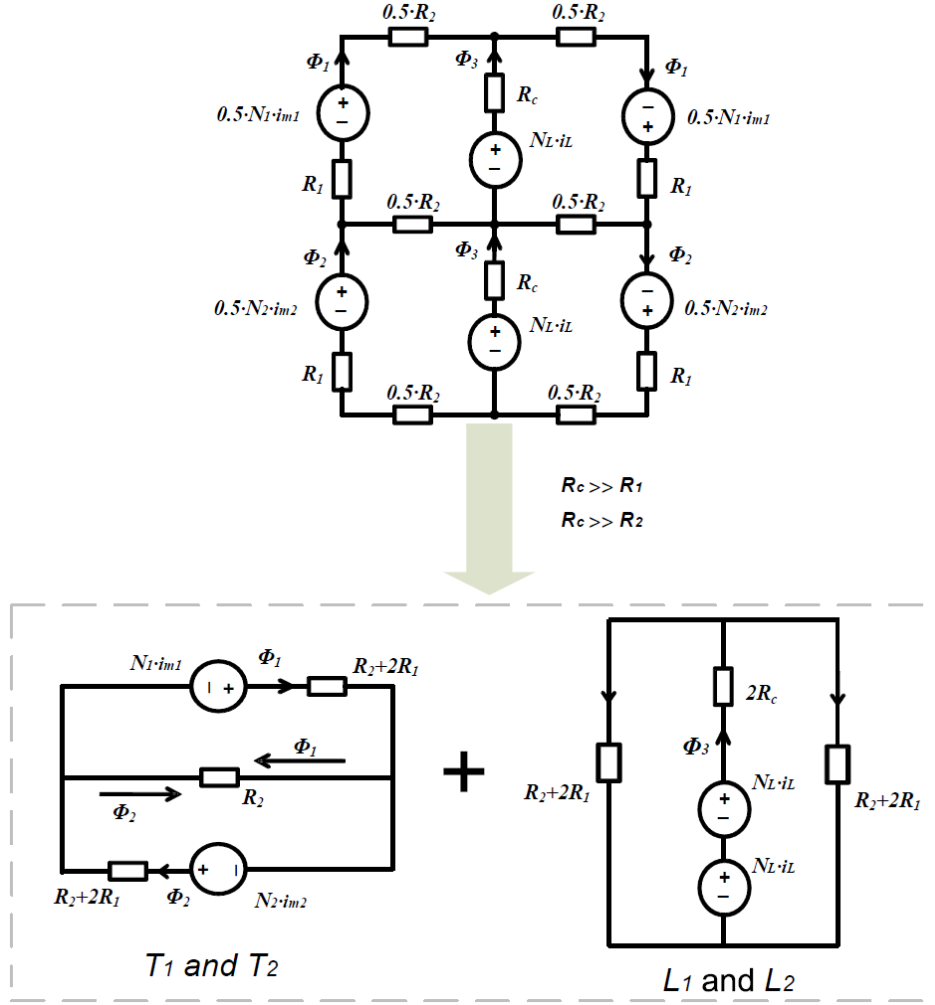 0.5·R₂ 0.5·R₂
Φ₁ Φ₃ Φ₁
+ − Rc − +
0.5·N₁·im1 0.5·N₁·im1
NL·iL
+ −
R₁ R₁
0.5·R₂ 0.5·R₂
Φ₂ Φ₃ Φ₂
+ − Rc − +
0.5·N₂·im2 0.5·N₂·im2
NL·iL
+ −
R₁ R₁
0.5·R₂ 0.5·R₂
Rc >> R₁
Rc >> R₂
N₁·im1 Φ₁ R₂+2R₁
− +
Φ₁
R₂
Φ₂
+ −
R₂+2R₁ Φ₂ N₂·im2
T₁ and T₂
+
2Rc
Φ₃
R₂+2R₁ NL·iL R₂+2R₁
+ −
NL·iL
+ −
L₁ and L₂